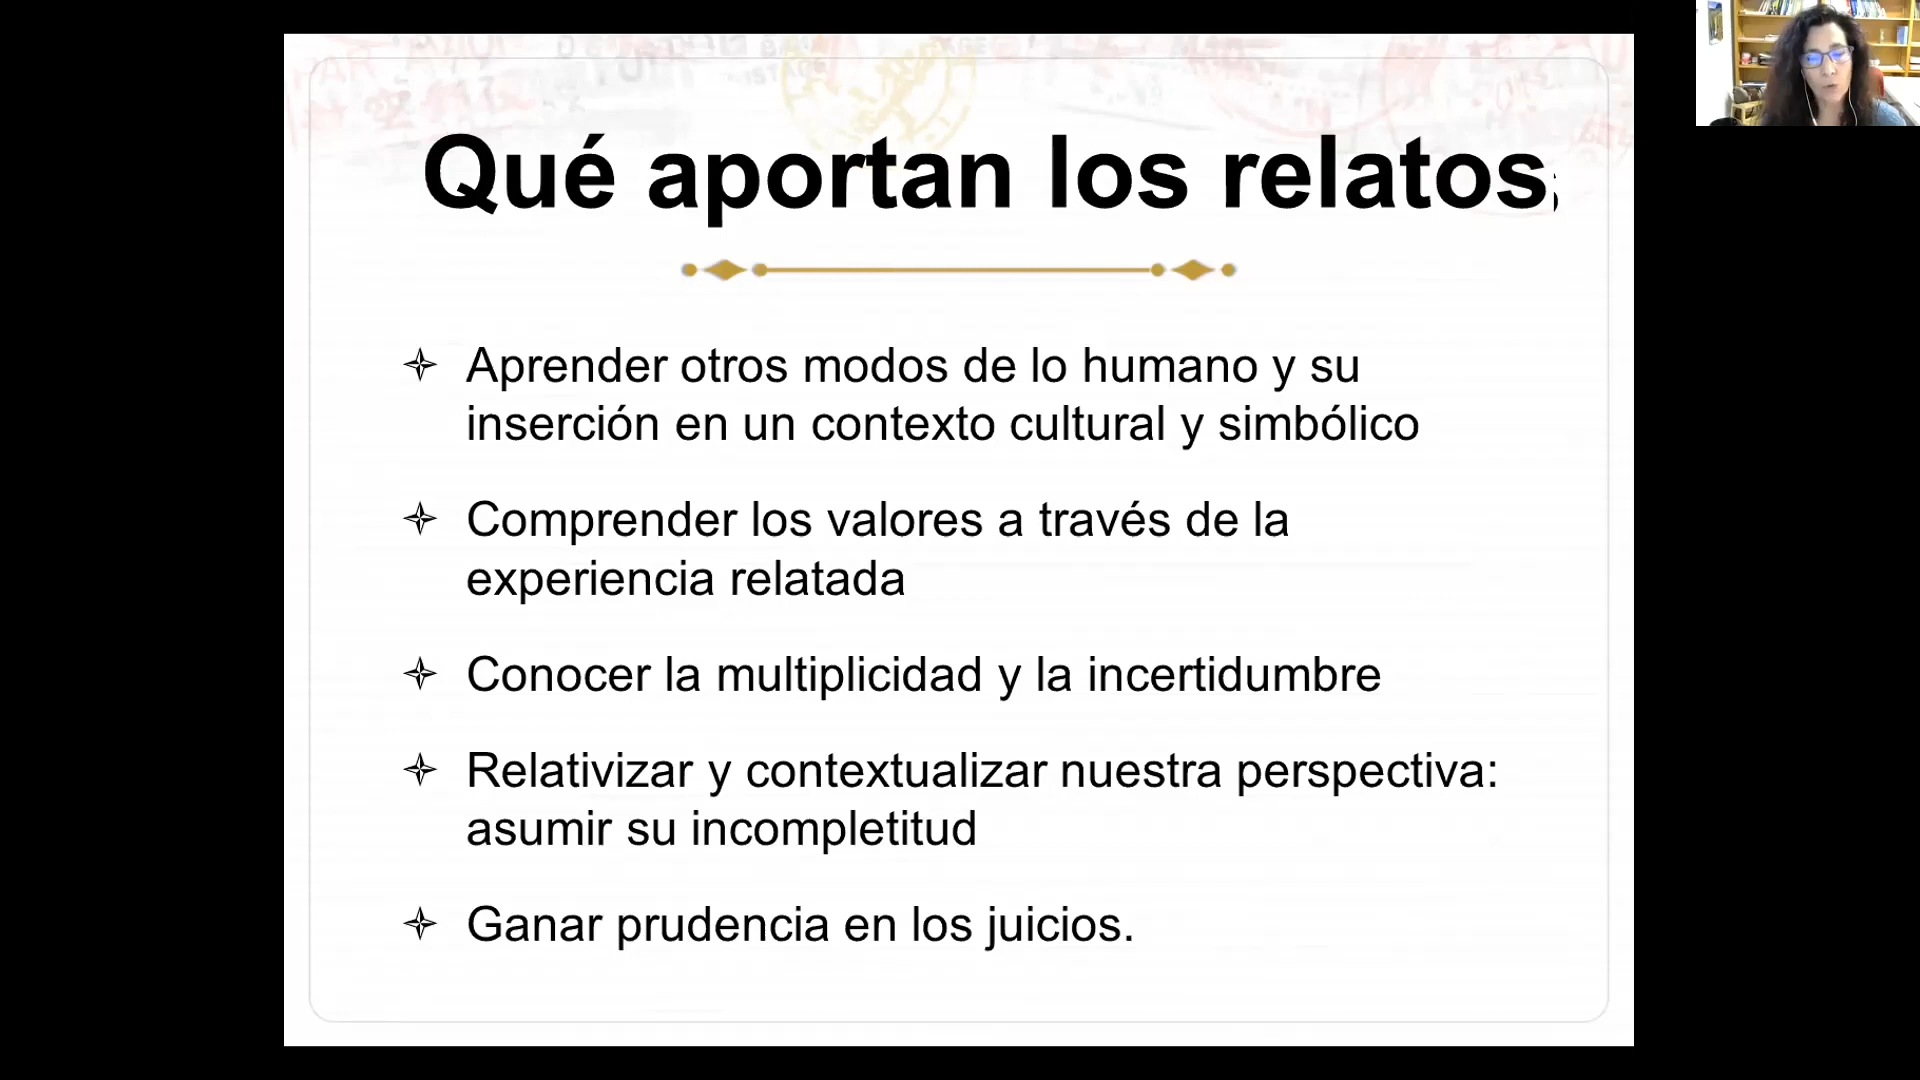 Qué aportan los relatos
Aprender otros modos de lo humano y su
inserción en un contexto cultural y simbólico
Comprender los valores a través de la
experiencia relatada
Conocer la multiplicidad y la incertidumbre
Relativizar y contextualizar nuestra perspectiva:
asumir su incompletitud
Ganar prudencia en los juicios.